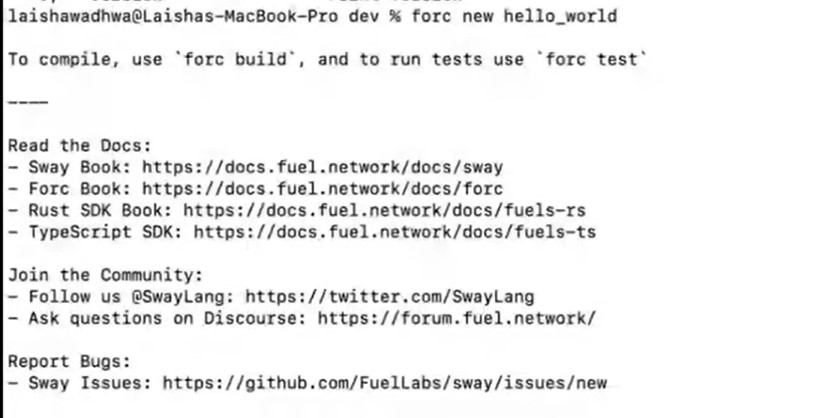 laishawadhwa@Laishas-MacBook-Pro dev % forc new hello_world
To compile, use `forc build`, and to run tests use `forc test`
----
Read the Docs:
- Sway Book: https://docs.fuel.network/docs/sway
- Forc Book: https://docs.fuel.network/docs/forc
- Rust SDK Book: https://docs.fuel.network/docs/fuels-rs
- TypeScript SDK: https://docs.fuel.network/docs/fuels-ts
Join the Community:
- Follow us @SwayLang: https://twitter.com/SwayLang
- Ask questions on Discourse: https://forum.fuel.network/
Report Bugs:
- Sway Issues: https://github.com/FuelLabs/sway/issues/new